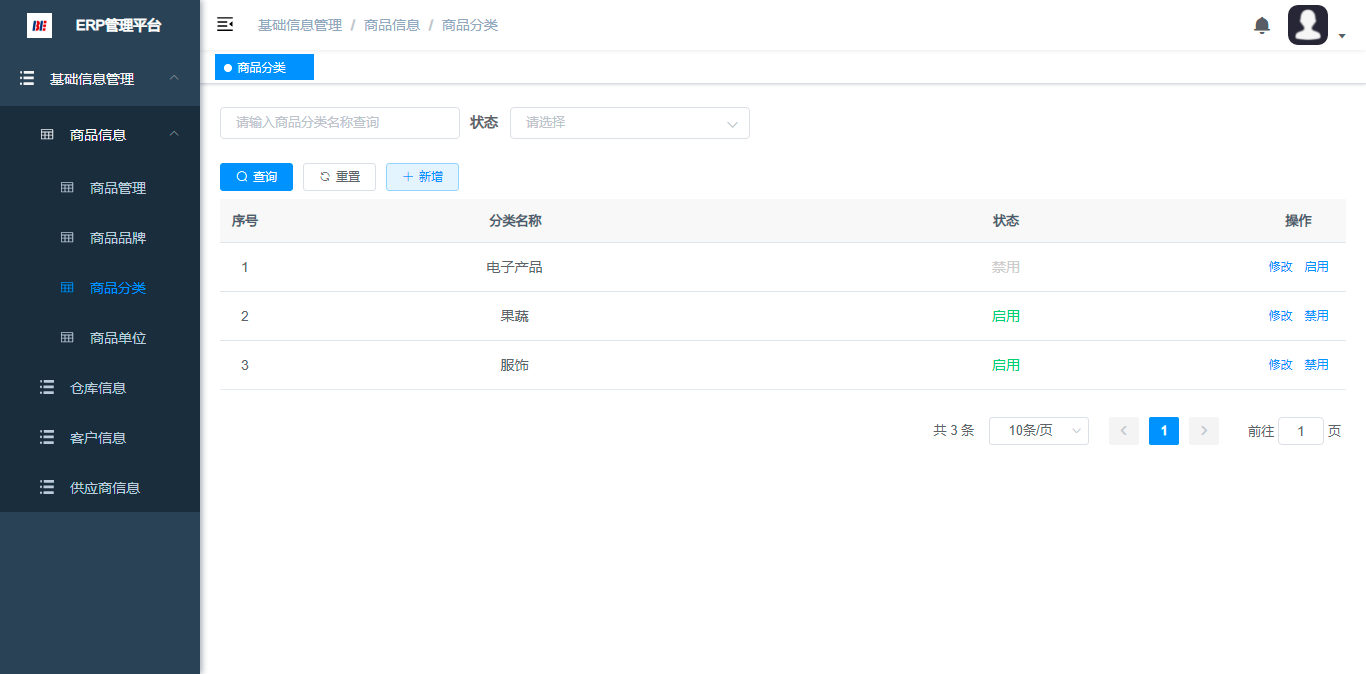 ERP管理平台
基础信息管理
商品信息
商品管理
商品品牌
商品分类
商品单位
仓库信息
客户信息
供应商信息
基础信息管理 / 商品信息 / 商品分类
商品分类
请输入商品分类名称查询 状态 请选择
查询 重置 新增
序号 分类名称 状态 操作
1 电子产品 禁用 修改 启用
2 果蔬 启用 修改 禁用
3 服饰 启用 修改 禁用
共 3 条 10条/页 1 前往 1 页